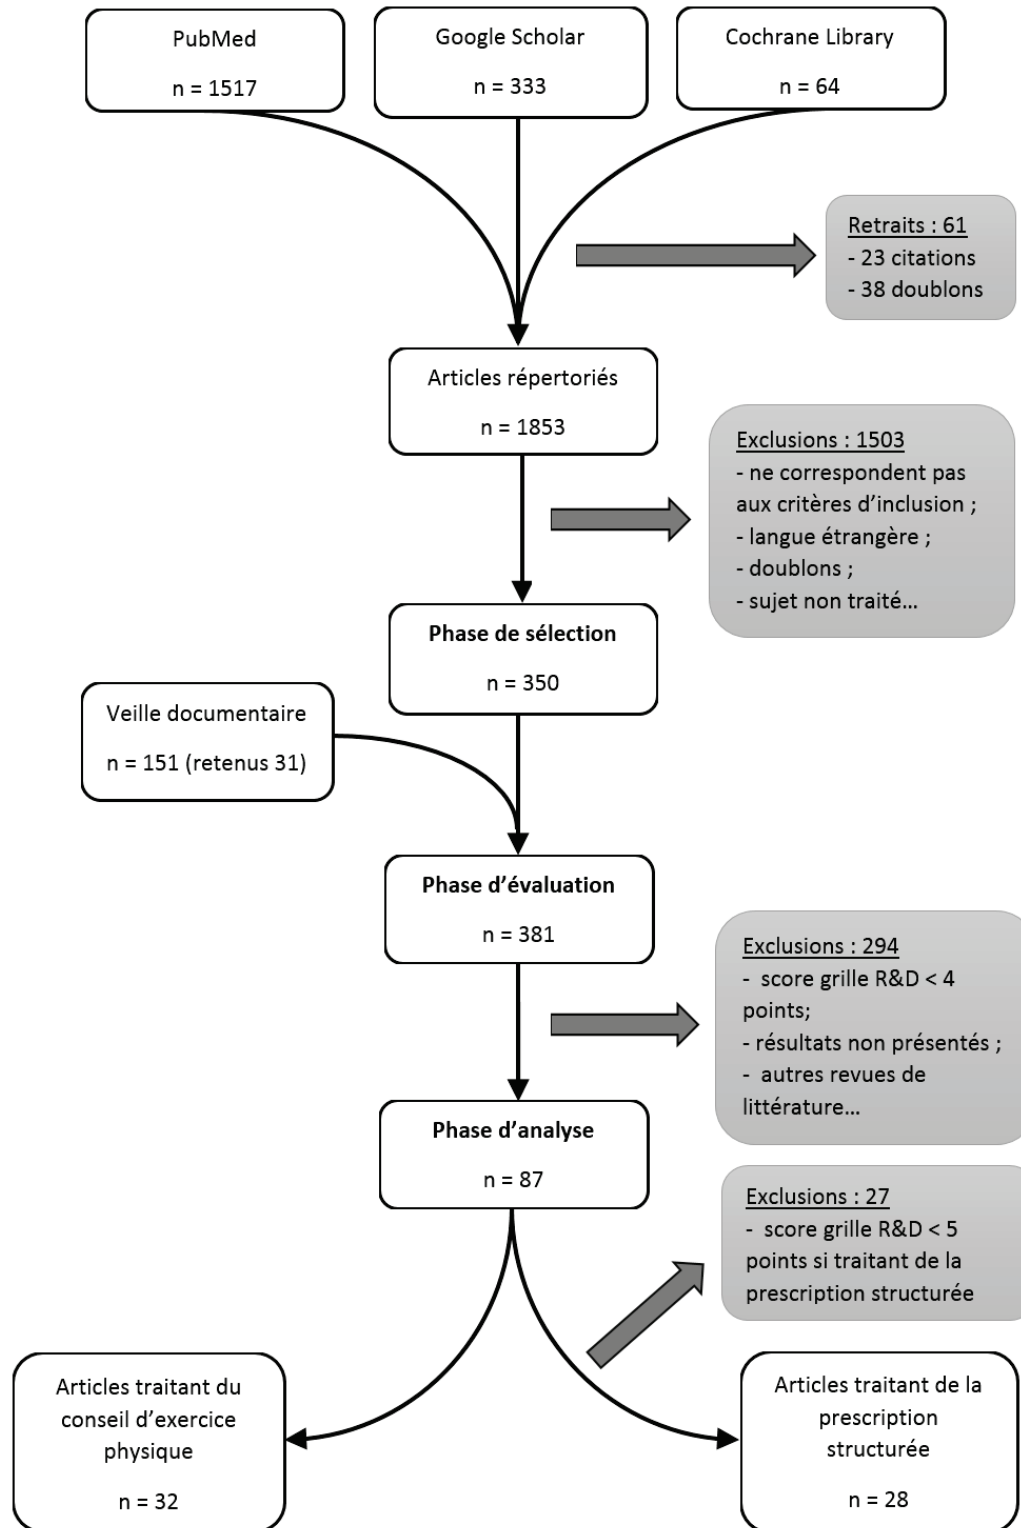 PubMed
n = 1517
Google Scholar
n = 333
Cochrane Library
n = 64
Retraits : 61
- 23 citations
- 38 doublons
Articles répertoriés
n = 1853
Exclusions : 1503
- ne correspondent pas
aux critères d’inclusion ;
- langue étrangère ;
- doublons ;
- sujet non traité…
Phase de sélection
n = 350
Veille documentaire
n = 151 (retenus 31)
Phase d’évaluation
n = 381
Exclusions : 294
- score grille R&D < 4
points;
- résultats non présentés ;
- autres revues de
littérature…
Phase d’analyse
n = 87
Exclusions : 27
- score grille R&D < 5
points si traitant de la
prescription structurée
Articles traitant du
conseil d’exercice
physique
n = 32
Articles traitant de la
prescription
structurée
n = 28